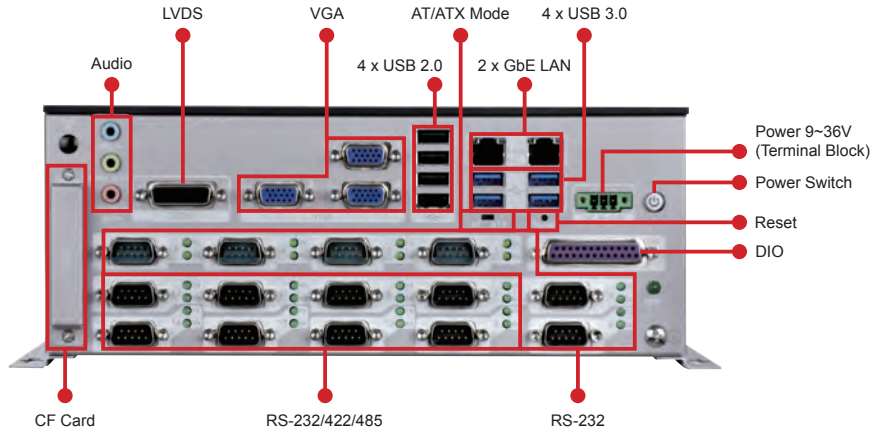 LVDS
VGA
AT/ATX Mode
4 x USB 3.0
Audio
4 x USB 2.0
2 x GbE LAN
Power 9~36V
(Terminal Block)
Power Switch
Reset
DIO
CF Card
RS-232/422/485
RS-232